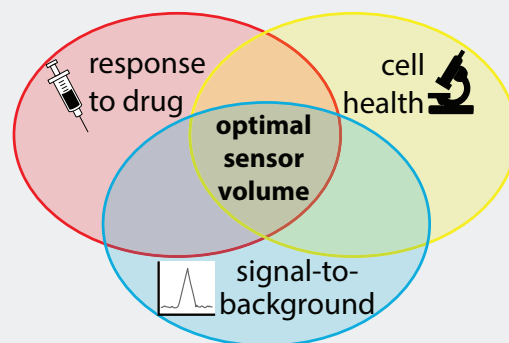 response
to drug
cell
health
optimal
sensor
volume
signal-to-
background